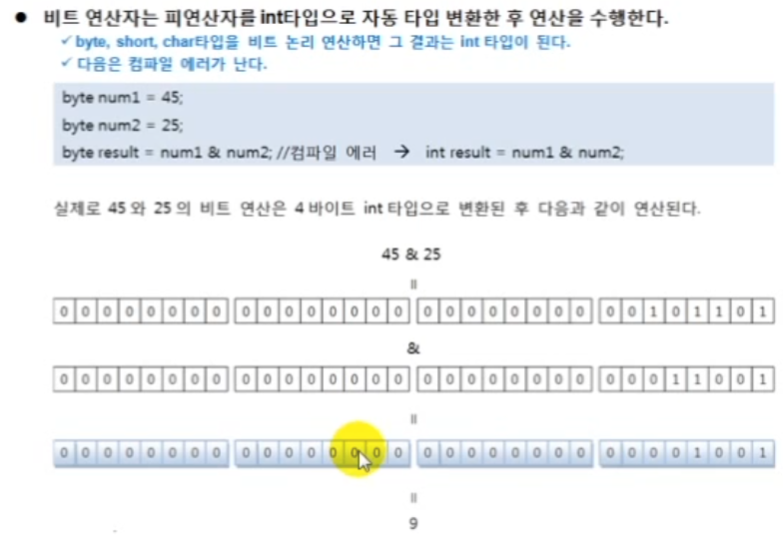 ● 비트 연산자는 피연산자를 int타입으로 자동 타입 변환한 후 연산을 수행한다.
✓ byte, short, char타입을 비트 논리 연산하면 그 결과는 int 타입이 된다.
✓ 다음은 컴파일 에러가 난다.
byte num1 = 45;
byte num2 = 25;
byte result = num1 & num2; //컴파일 에러 → int result = num1 & num2;
실제로 45 와 25 의 비트 연산은 4 바이트 int 타입으로 변환된 후 다음과 같이 연산된다.
45 & 25
=
0 0 0 0 0 0 0 0 0 0 0 0 0 0 0 0 0 0 0 0 0 0 0 0 0 0 1 0 1 1 0 1
&
0 0 0 0 0 0 0 0 0 0 0 0 0 0 0 0 0 0 0 0 0 0 0 0 0 0 0 1 1 0 0 1
=
0 0 0 0 0 0 0 0 0 0 0 0 0 0 0 0 0 0 0 0 0 0 0 0 0 0 0 0 1 0 0 1
=
9